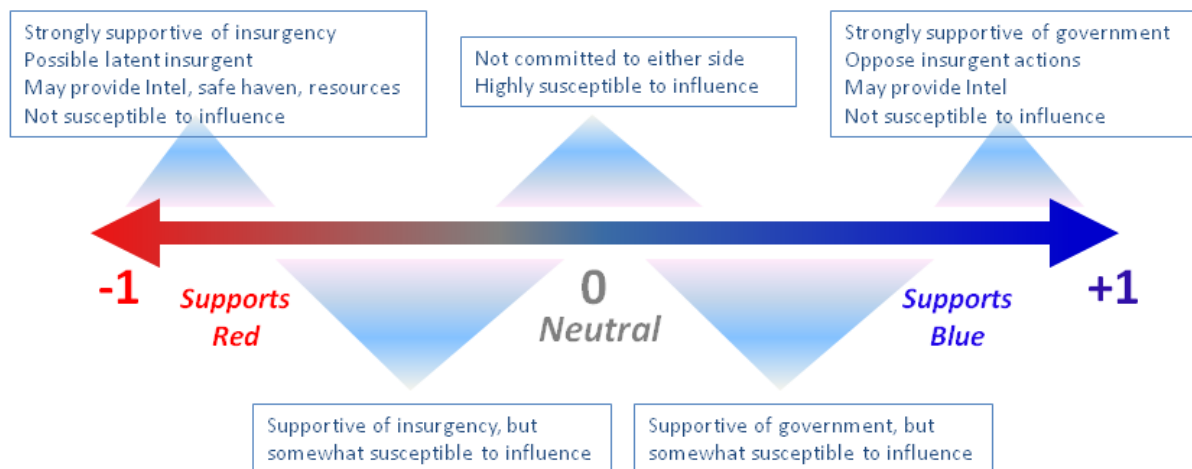 Strongly supportive of insurgency
Possible latent insurgent
May provide Intel, safe haven, resources
Not susceptible to influence
Not committed to either side
Highly susceptible to influence
Strongly supportive of government
Oppose insurgent actions
May provide Intel
Not susceptible to influence
-1
Supports
Red
0
Neutral
Supports
Blue
+1
Supportive of insurgency, but
somewhat susceptible to influence
Supportive of government, but
somewhat susceptible to influence